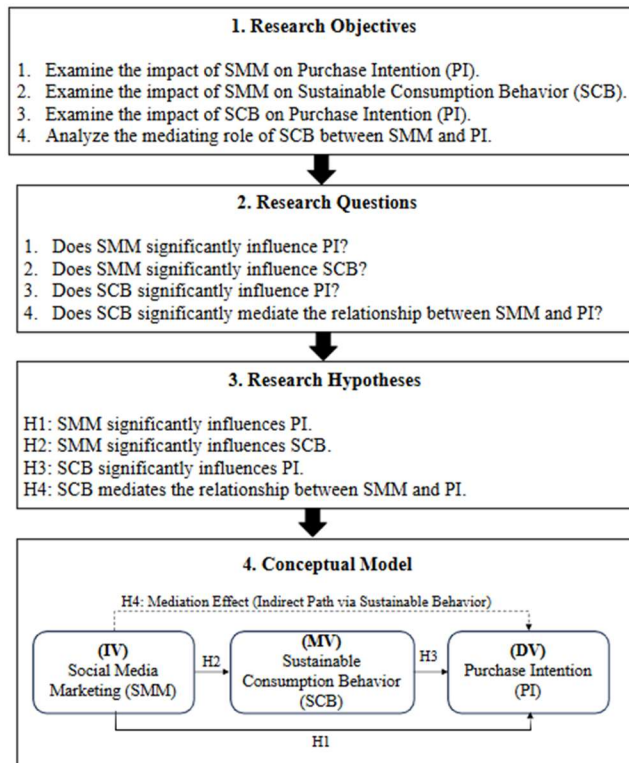 1. Research Objectives
1. Examine the impact of SMM on Purchase Intention (PI).
2. Examine the impact of SMM on Sustainable Consumption Behavior (SCB).
3. Examine the impact of SCB on Purchase Intention (PI).
4. Analyze the mediating role of SCB between SMM and PI.
2. Research Questions
1. Does SMM significantly influence PI?
2. Does SMM significantly influence SCB?
3. Does SCB significantly influence PI?
4. Does SCB significantly mediate the relationship between SMM and PI?
3. Research Hypotheses
H1: SMM significantly influences PI.
H2: SMM significantly influences SCB.
H3: SCB significantly influences PI.
H4: SCB mediates the relationship between SMM and PI.
4. Conceptual Model
H4: Mediation Effect (Indirect Path via Sustainable Behavior)
(IV)
Social Media
Marketing (SMM)
H2
(MV)
Sustainable
Consumption Behavior
(SCB)
H3
(DV)
Purchase Intention
(PI)
H1